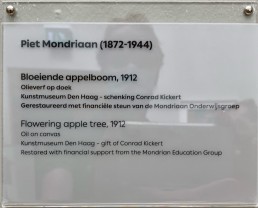 Piet Mondriaan (1872-1944)
Bloeiende appelboom, 1912
Olieverf op doek
Kunstmuseum Den Haag - schenking Conrad Kickert
Gerestaureerd met financiële steun van de Mondriaan Onderwijsgroep
Flowering apple tree, 1912
Oil on canvas
Kunstmuseum Den Haag - gift of Conrad Kickert
Restored with financial support from the Mondrian Education Group